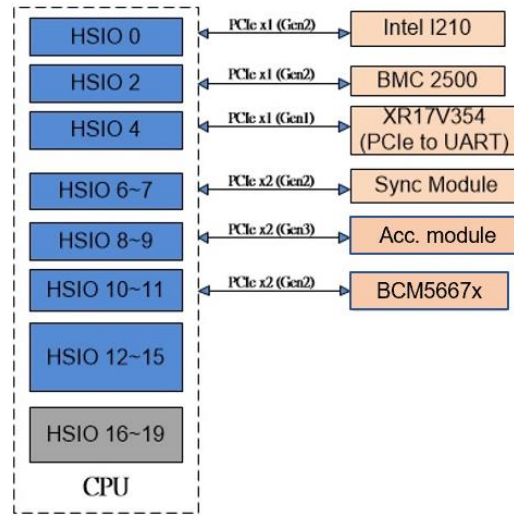 HSIO 0
PCIe x1 (Gen2)
Intel I210
HSIO 2
PCIe x1 (Gen2)
BMC 2500
HSIO 4
PCIe x1 (Gen1)
XR17V354
(PCIe to UART)
HSIO 6~7
PCIe x2 (Gen2)
Sync Module
HSIO 8~9
PCIe x2 (Gen3)
Acc. module
HSIO 10~11
PCIe x2 (Gen2)
BCM5667x
HSIO 12~15
HSIO 16~19
CPU